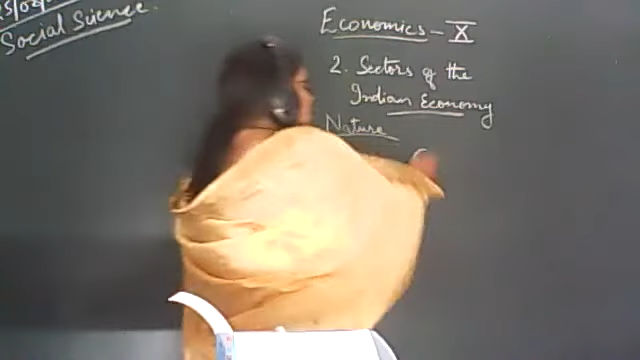 Social Science.
Economics - X
2. Sectors of the
Indian Economy
Nature